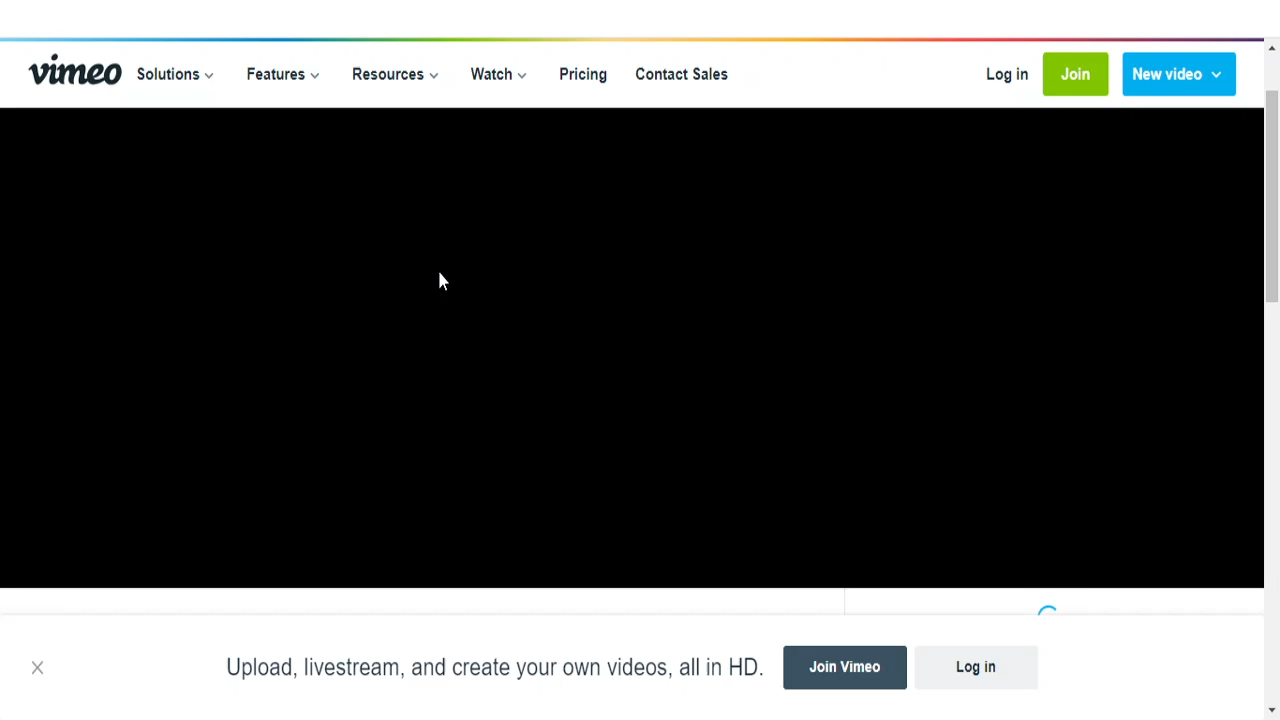 vimeo Solutions Features Resources Watch Pricing Contact Sales Log in Join New video
Upload, livestream, and create your own videos, all in HD. Join Vimeo Log in